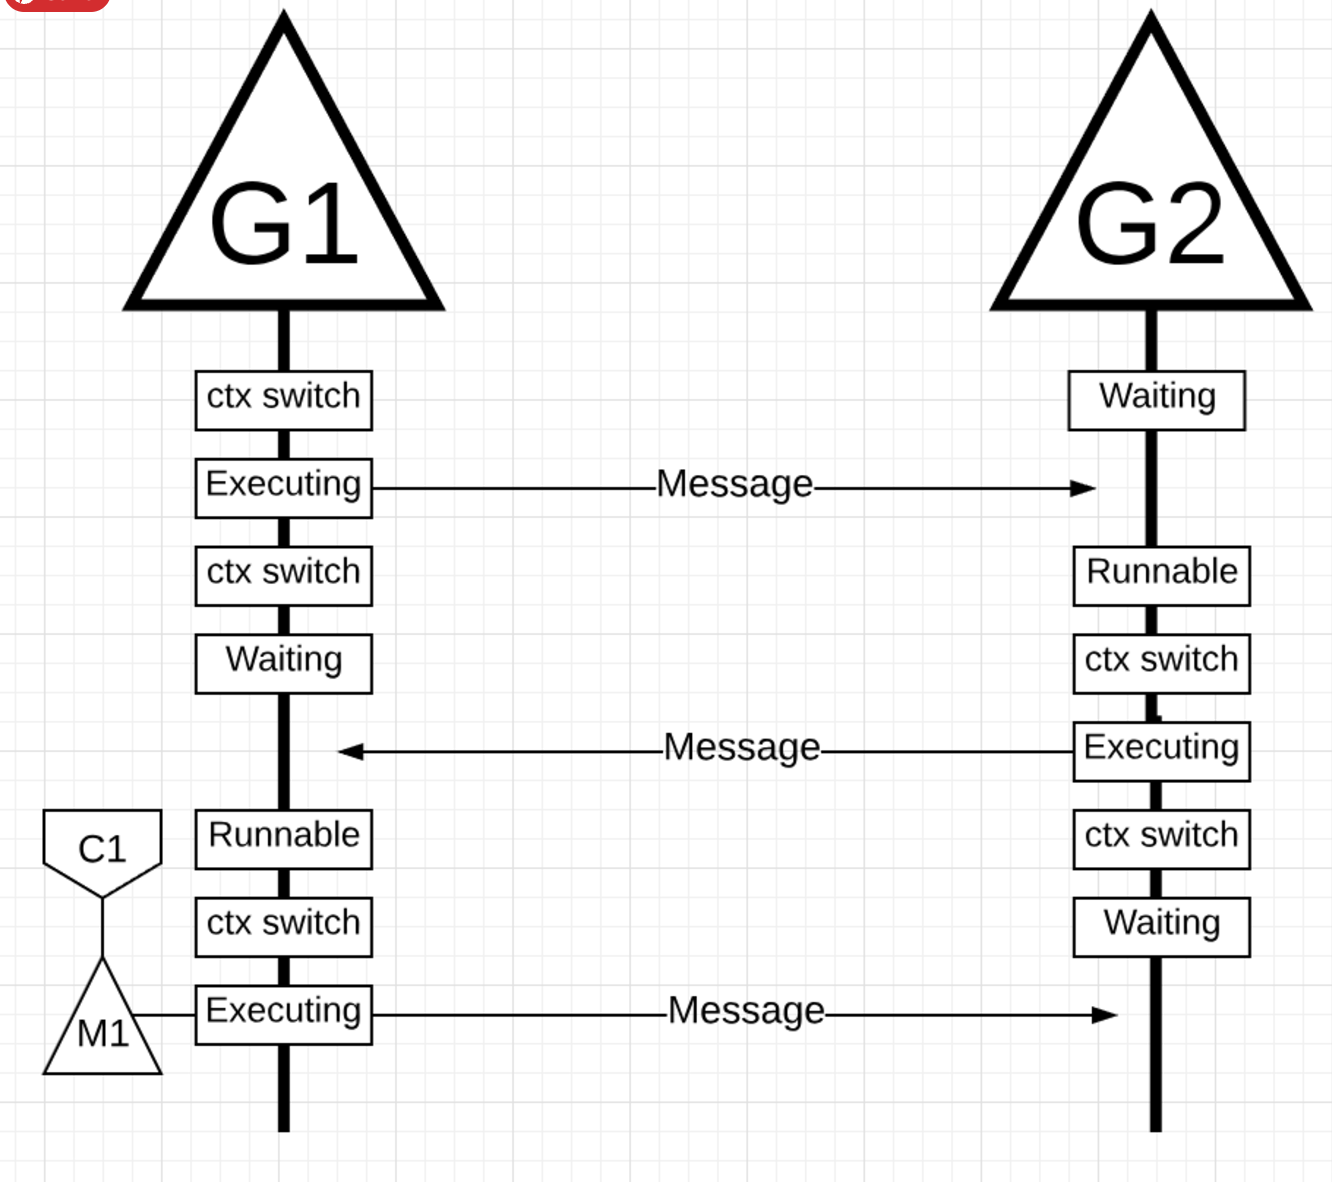 G1
G2
ctx switch
Waiting
Executing
Message
ctx switch
Runnable
Waiting
ctx switch
Message
Executing
C1
Runnable
ctx switch
ctx switch
Waiting
M1
Executing
Message